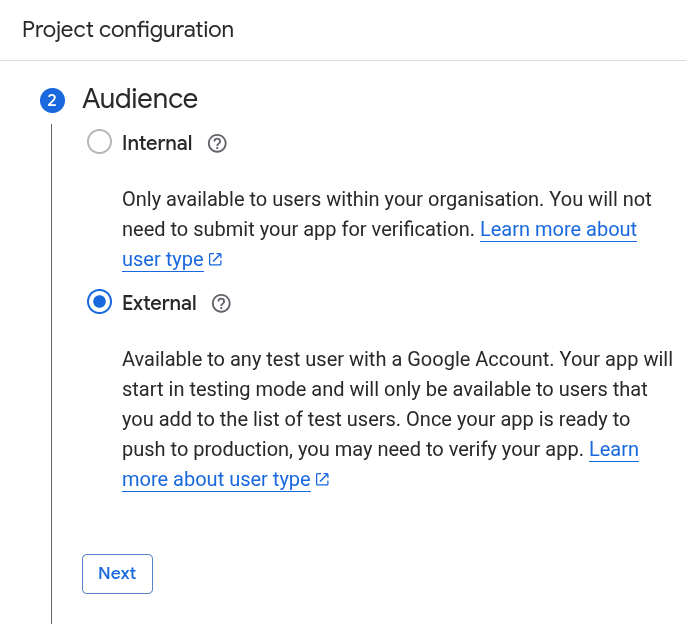 Project configuration
2 Audience
Internal ?
Only available to users within your organisation. You will not
need to submit your app for verification. Learn more about
user type
External ?
Available to any test user with a Google Account. Your app will
start in testing mode and will only be available to users that
you add to the list of test users. Once your app is ready to
push to production, you may need to verify your app. Learn
more about user type
Next